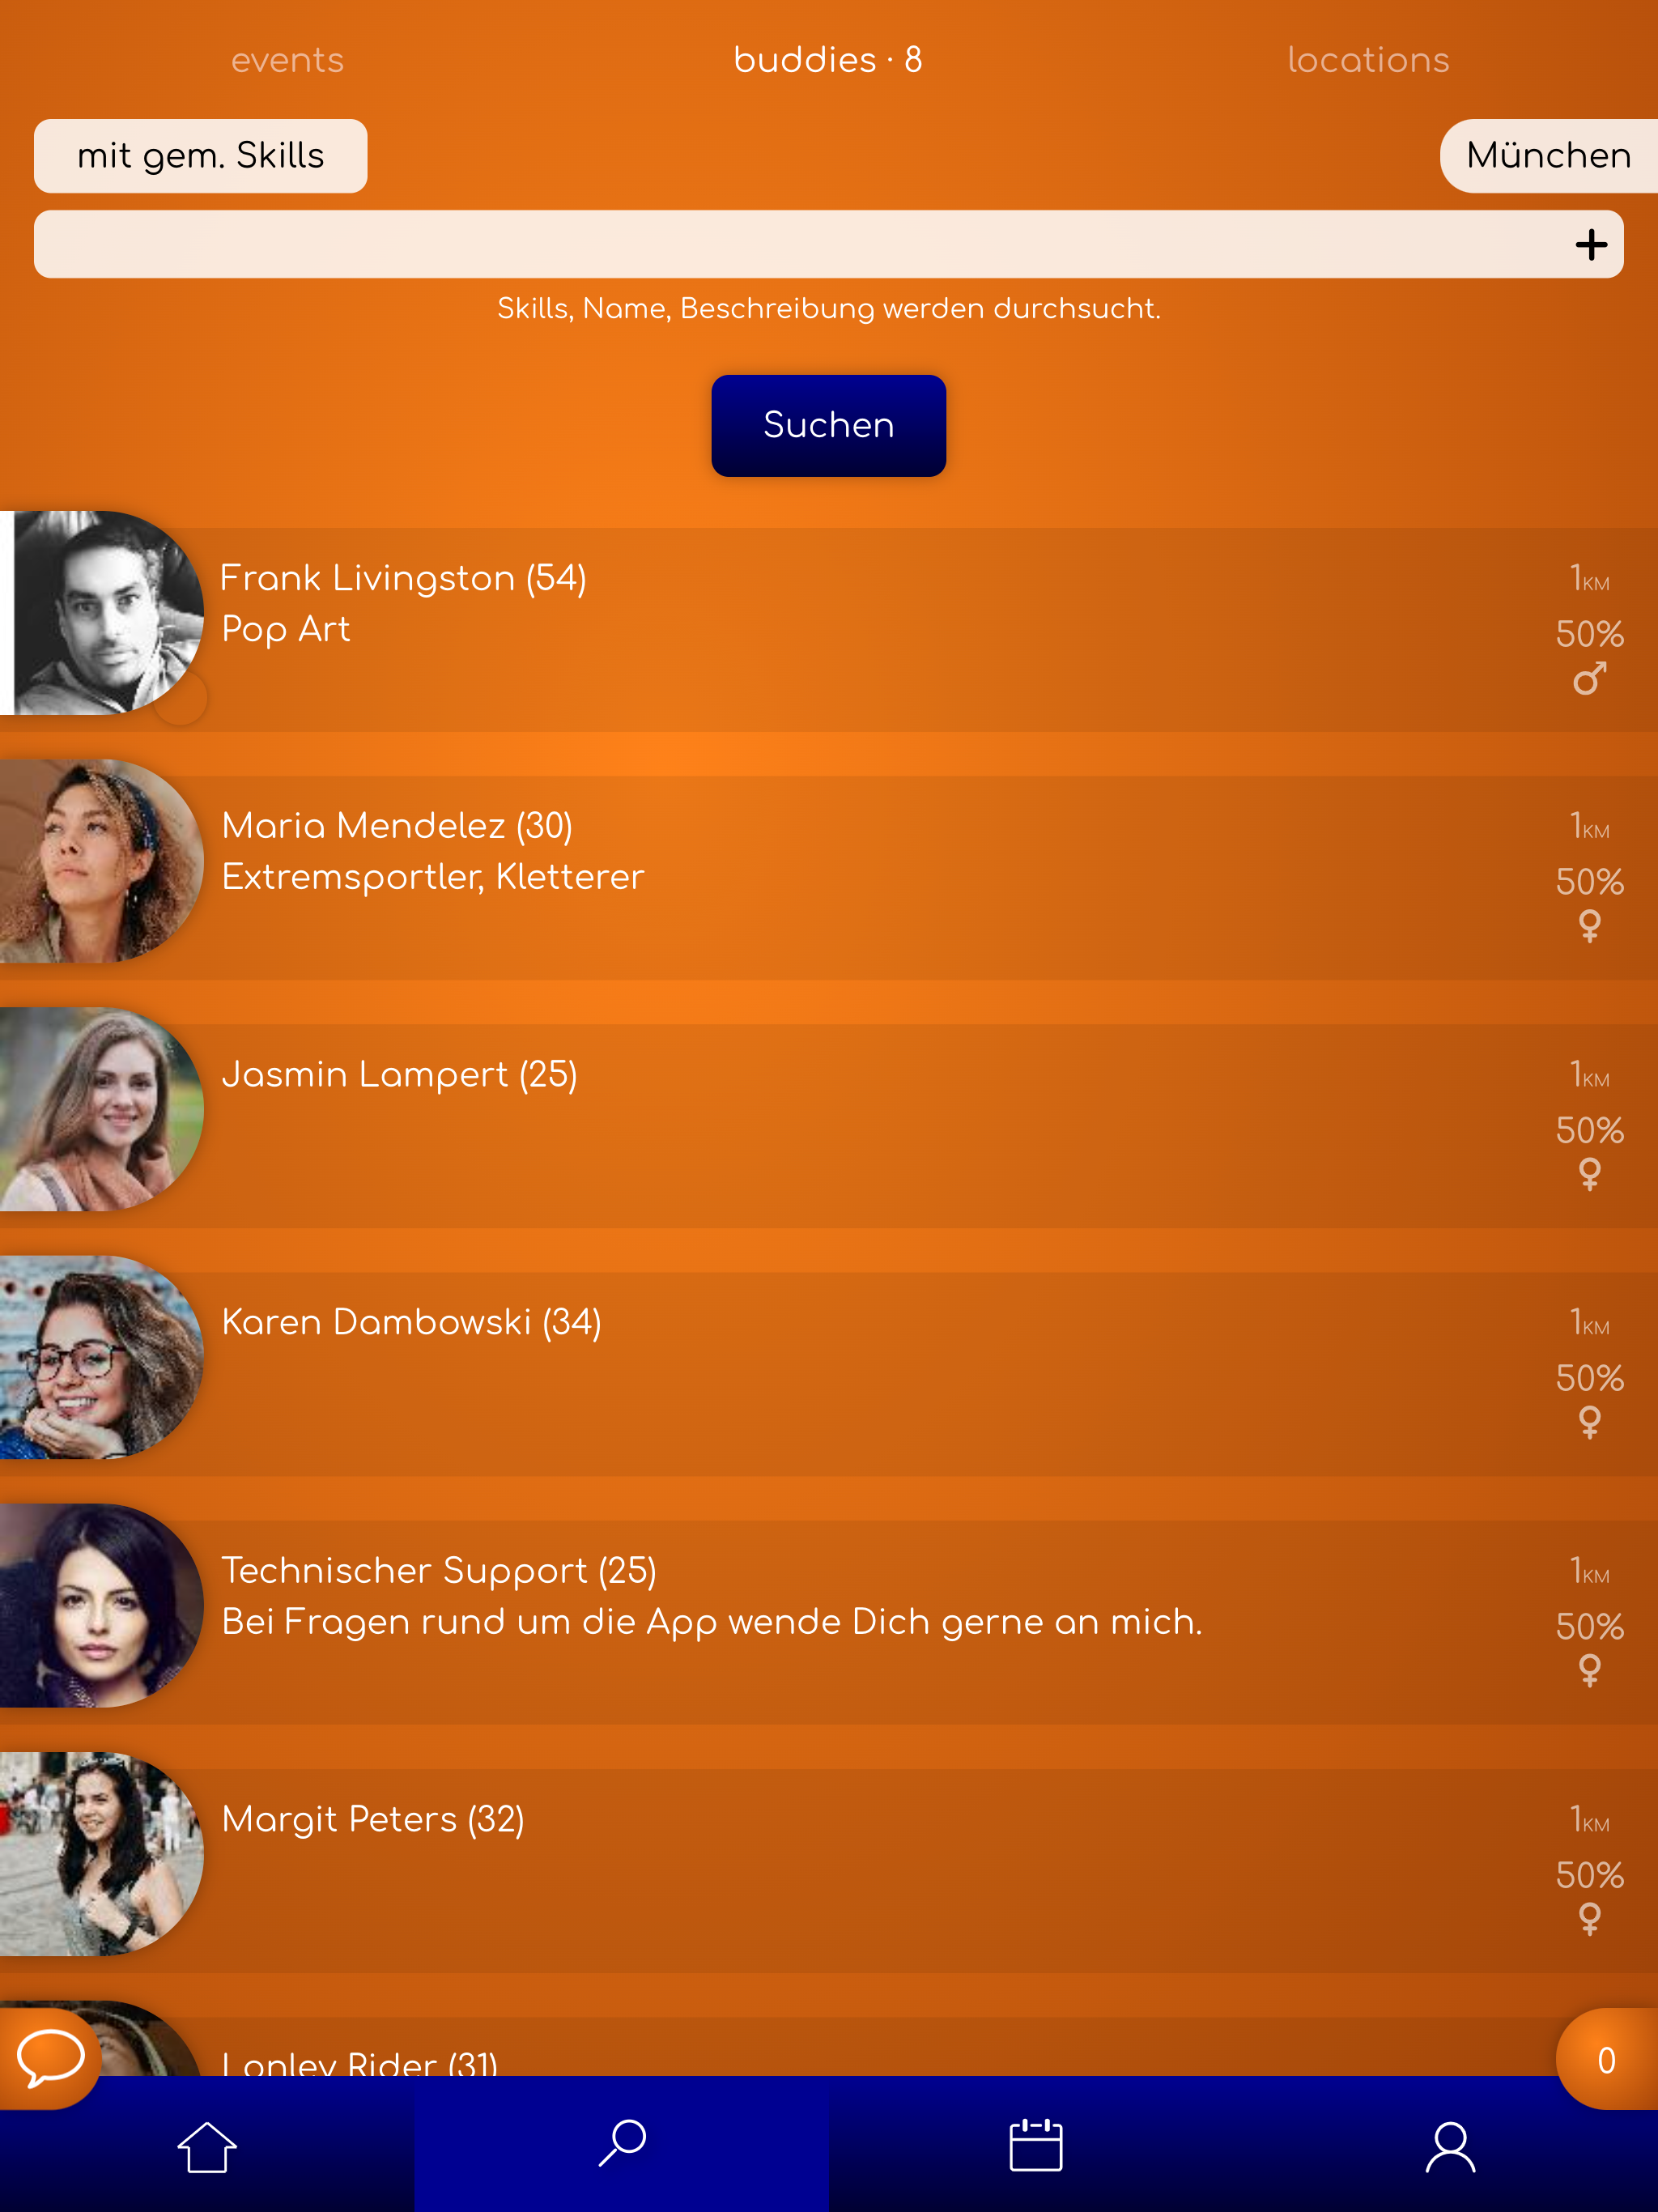 events
buddies · 8
locations
mit gem. Skills
München
Skills, Name, Beschreibung werden durchsucht.
Suchen
Frank Livingston (54)
Pop Art
1KM
50%
Maria Mendelez (30)
Extremsportler, Kletterer
1KM
50%
Jasmin Lampert (25)
1KM
50%
Karen Dambowski (34)
1KM
50%
Technischer Support (25)
Bei Fragen rund um die App wende Dich gerne an mich.
1KM
50%
Margit Peters (32)
1KM
50%
Lonley Rider (31)
0